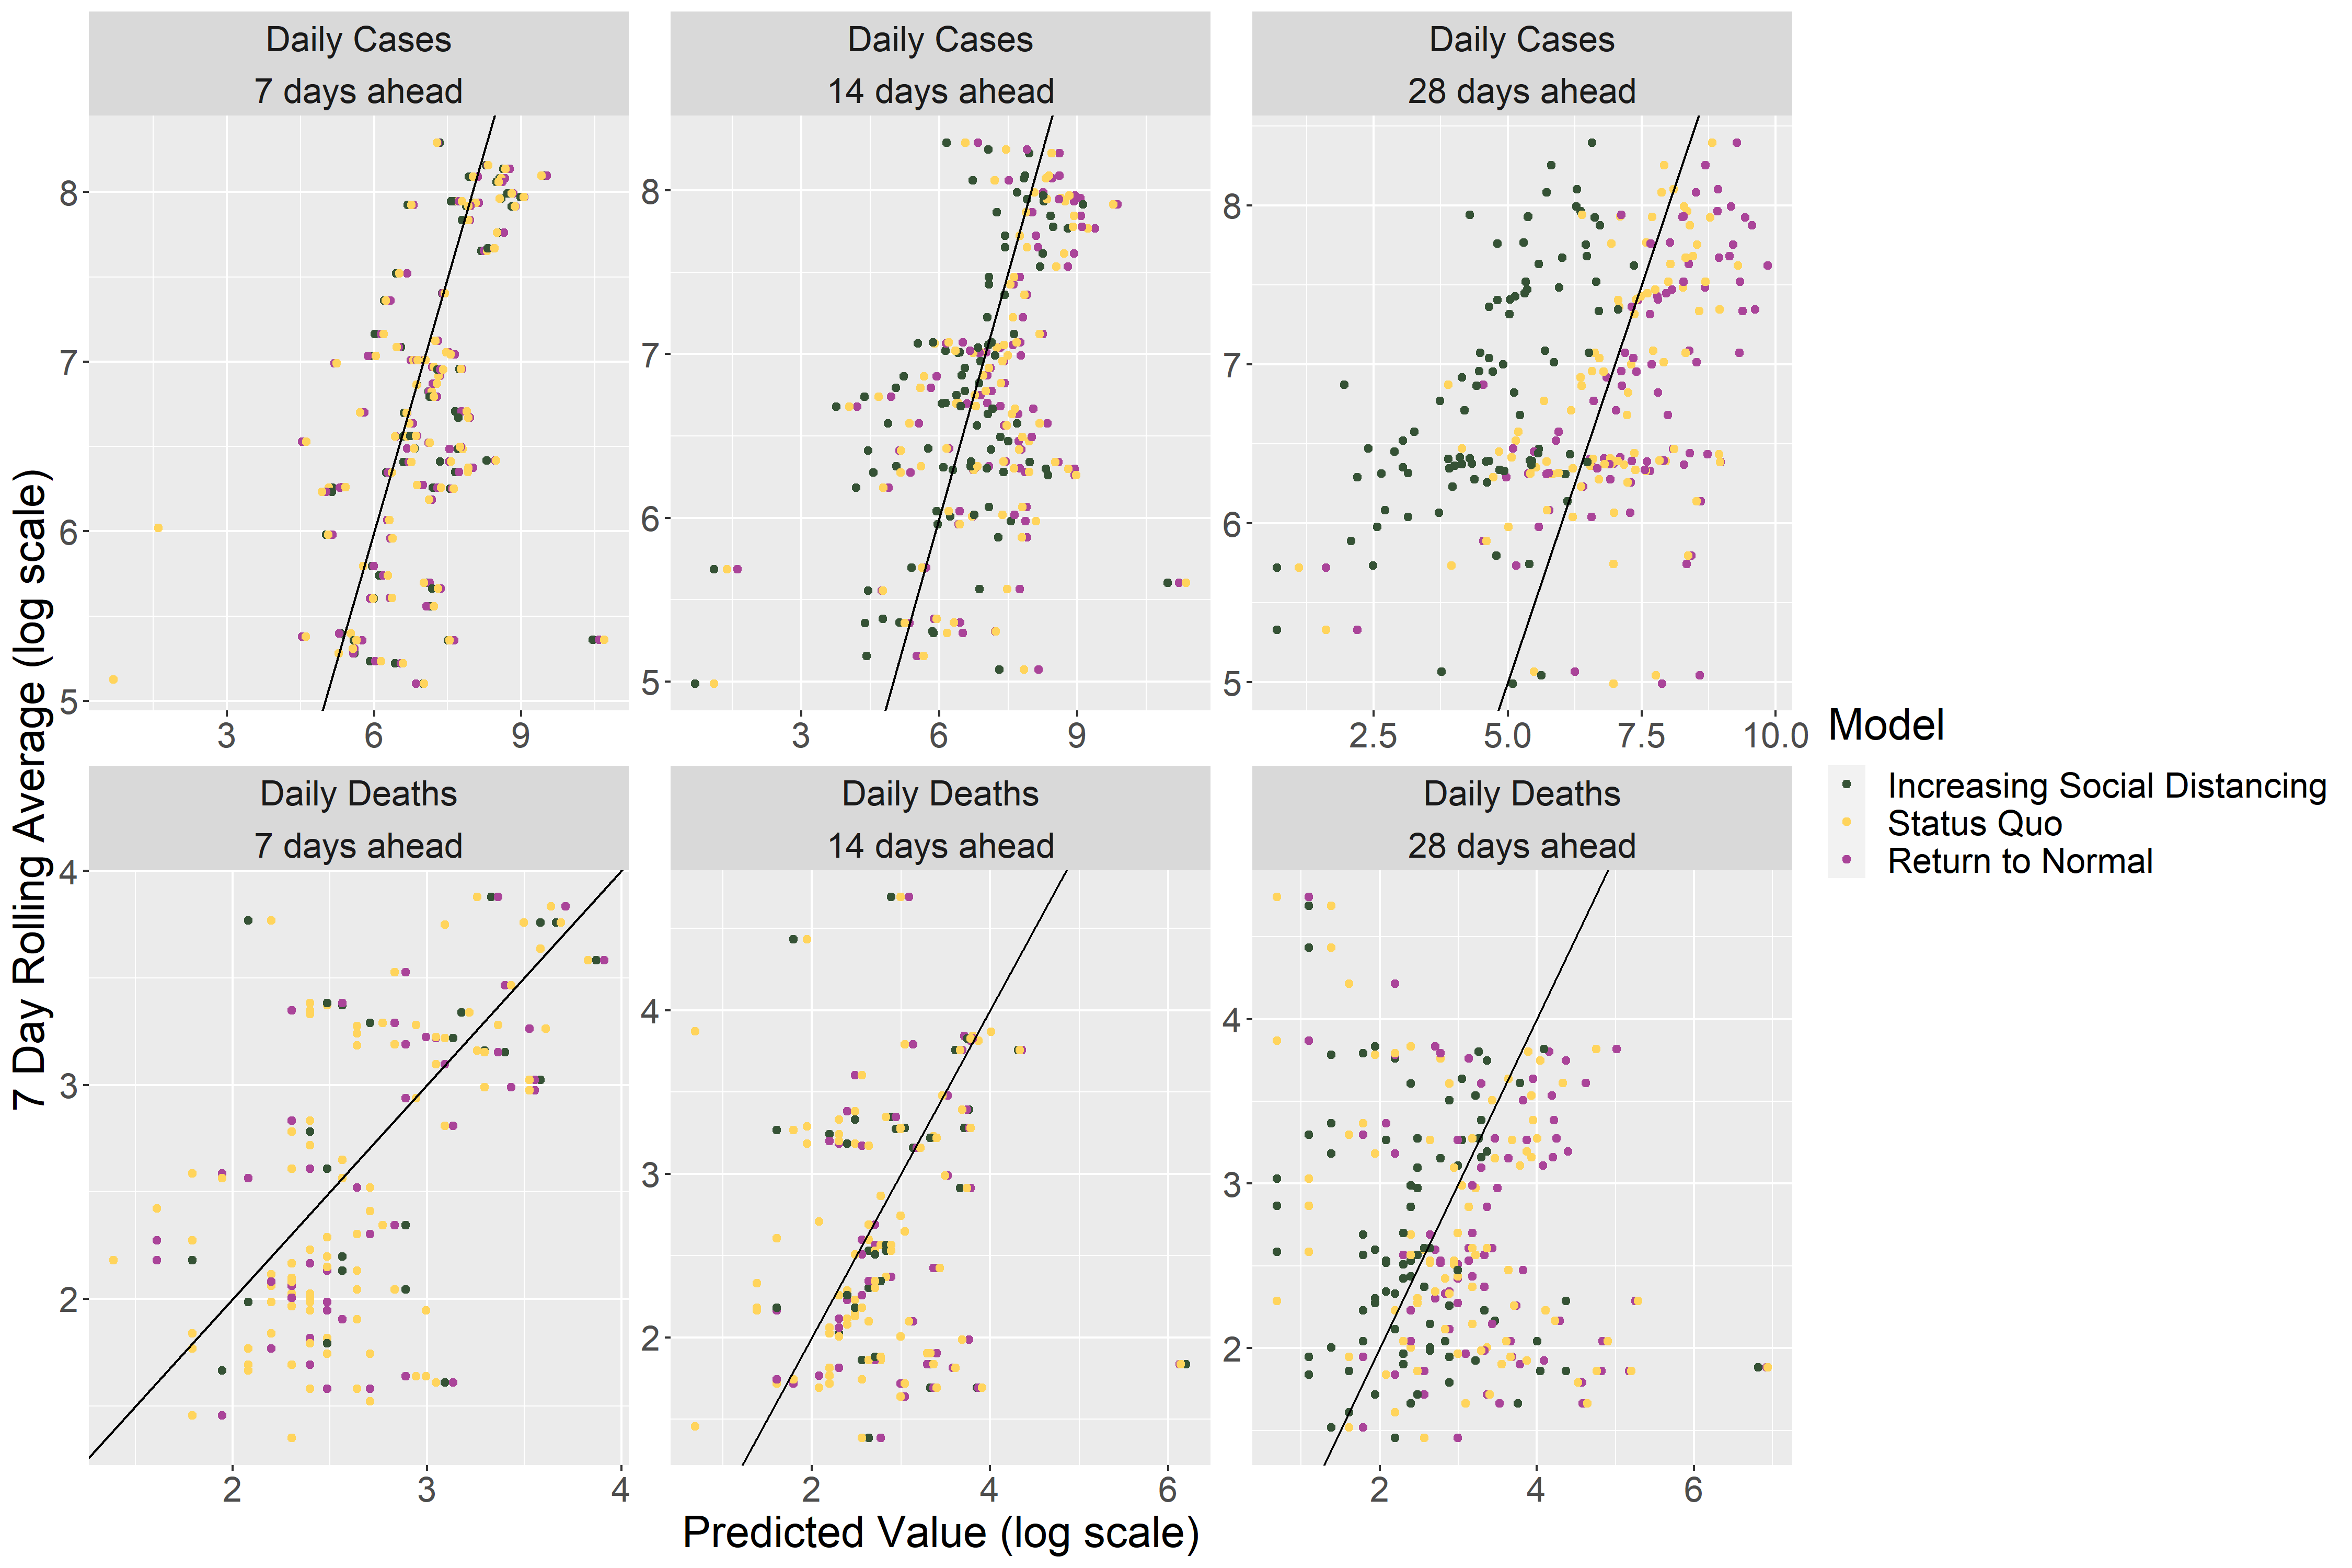 Daily Cases
7 days ahead
Daily Cases
14 days ahead
Daily Cases
28 days ahead
8
7
6
5
3
6
9
8
7
6
5
3
6
9
8
7
6
5
2.5
5.0
7.5
10.0
7 Day Rolling Average (log scale)
Daily Deaths
7 days ahead
Daily Deaths
14 days ahead
Daily Deaths
28 days ahead
4
3
2
2
3
4
4
3
2
2
4
6
4
3
2
2
4
6
Predicted Value (log scale)
Model
Increasing Social Distancing
Status Quo
Return to Normal